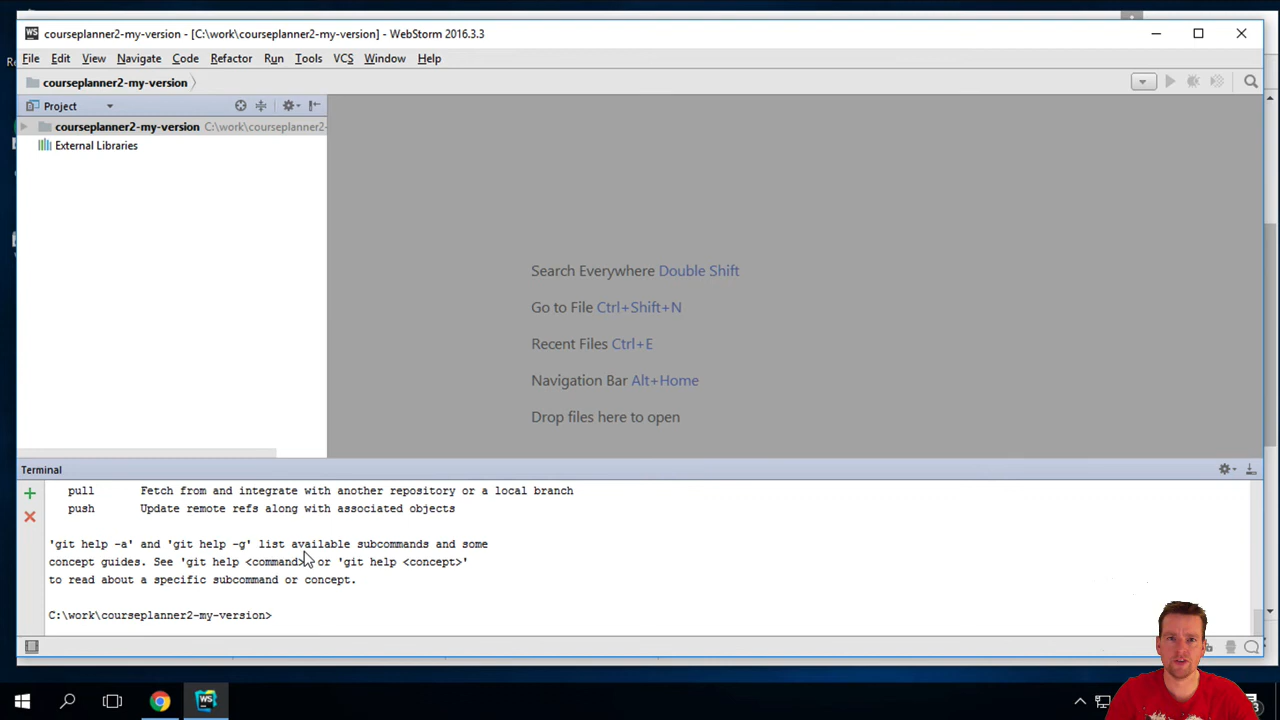 courseplanner2-my-version - [C:\work\courseplanner2-my-version] - WebStorm 2016.3.3
File Edit View Navigate Code Refactor Run Tools VCS Window Help
courseplanner2-my-version
Project
courseplanner2-my-version C:\work\courseplanner2-
External Libraries
Search Everywhere Double Shift
Go to File Ctrl+Shift+N
Recent Files Ctrl+E
Navigation Bar Alt+Home
Drop files here to open
Terminal
pull Fetch from and integrate with another repository or a local branch
push Update remote refs along with associated objects
'git help -a' and 'git help -g' list available subcommands and some
concept guides. See 'git help <command>' or 'git help <concept>'
to read about a specific subcommand or concept.
C:\work\courseplanner2-my-version>